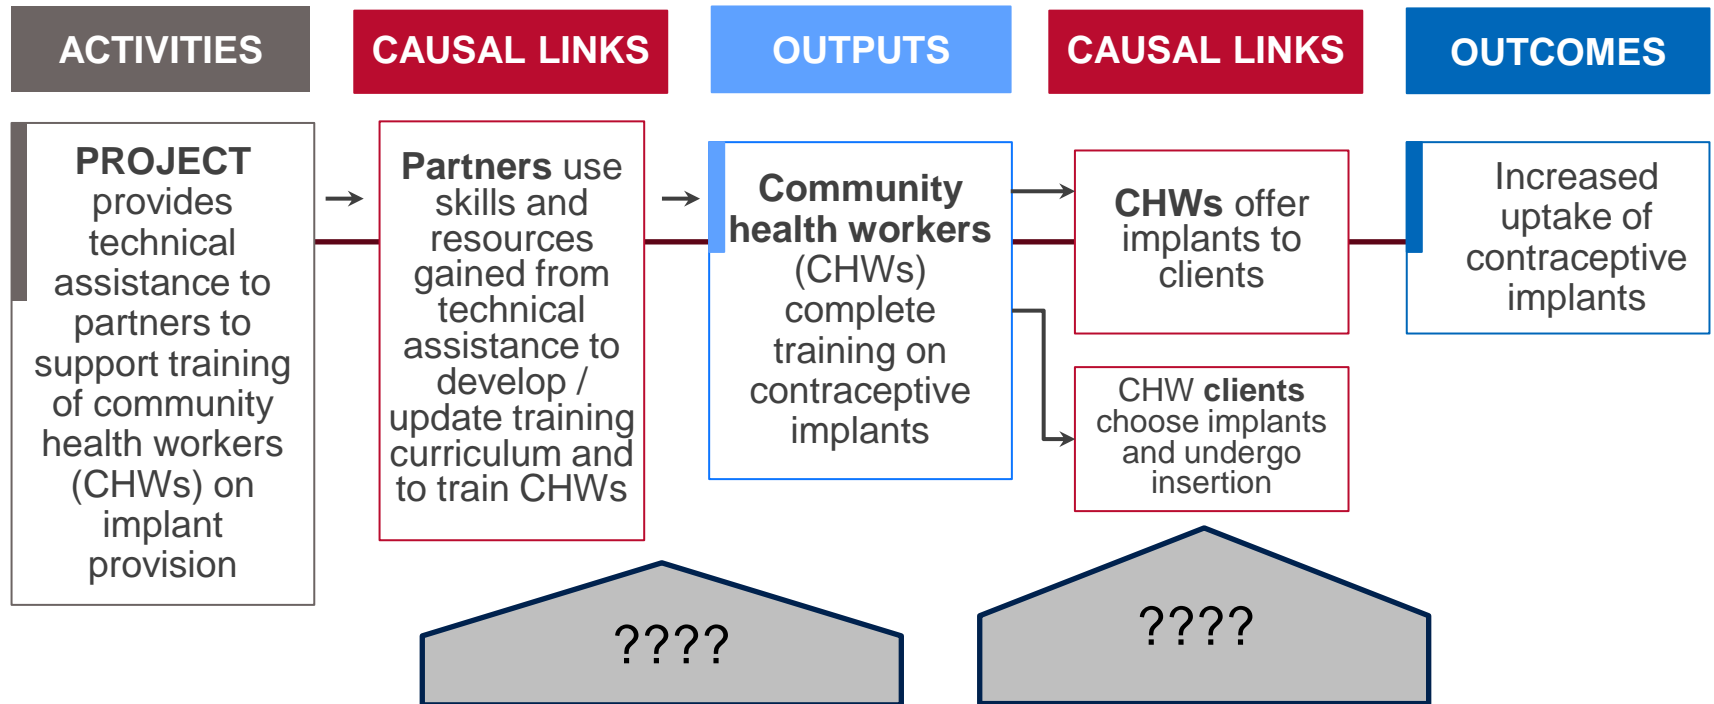 ACTIVITIES
CAUSAL LINKS
OUTPUTS
CAUSAL LINKS
OUTCOMES
PROJECT
provides
technical
assistance to
partners to
support training
of community
health workers
(CHWs) on
implant
provision
Partners use
skills and
resources
gained from
technical
assistance to
develop /
update training
curriculum and
to train CHWs
Community
health workers
(CHWs)
complete
training on
contraceptive
implants
CHWs offer
implants to
clients
CHW clients
choose implants
and undergo
insertion
Increased
uptake of
contraceptive
implants
????
????